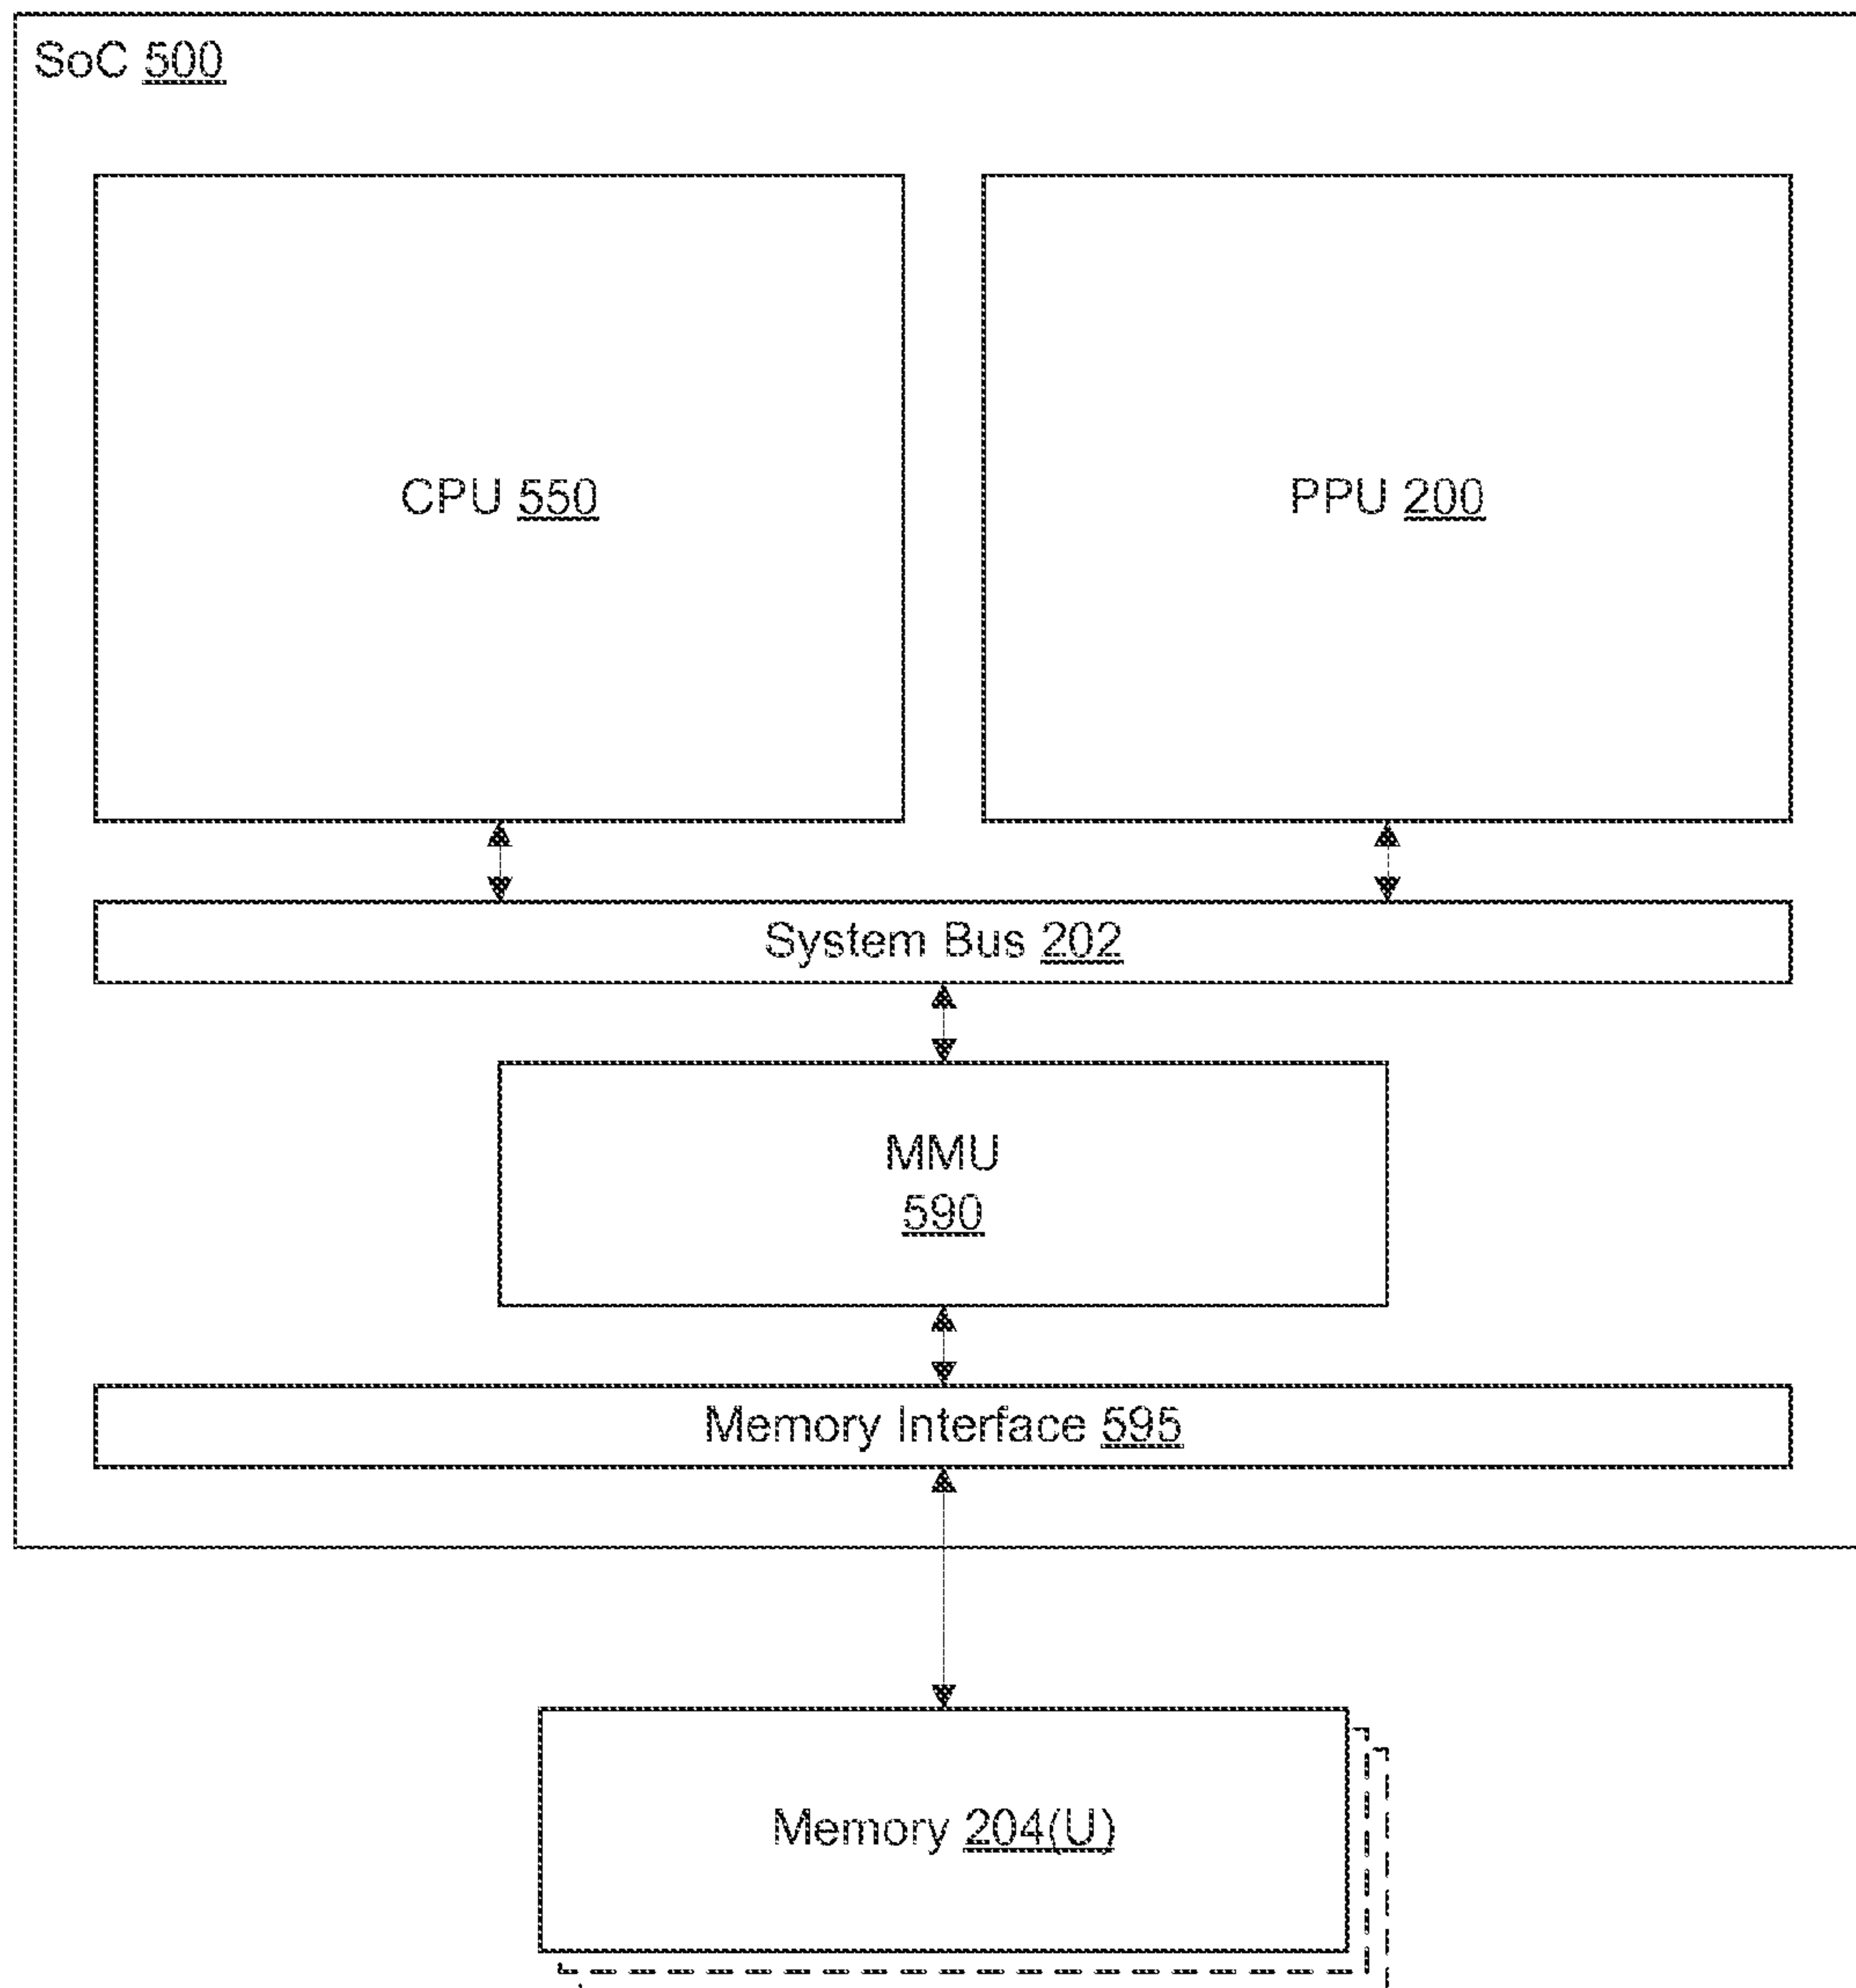 SoC 500
CPU 550
PPU 200
System Bus 202
MMU
590
Memory Interface 595
Memory 204(U)